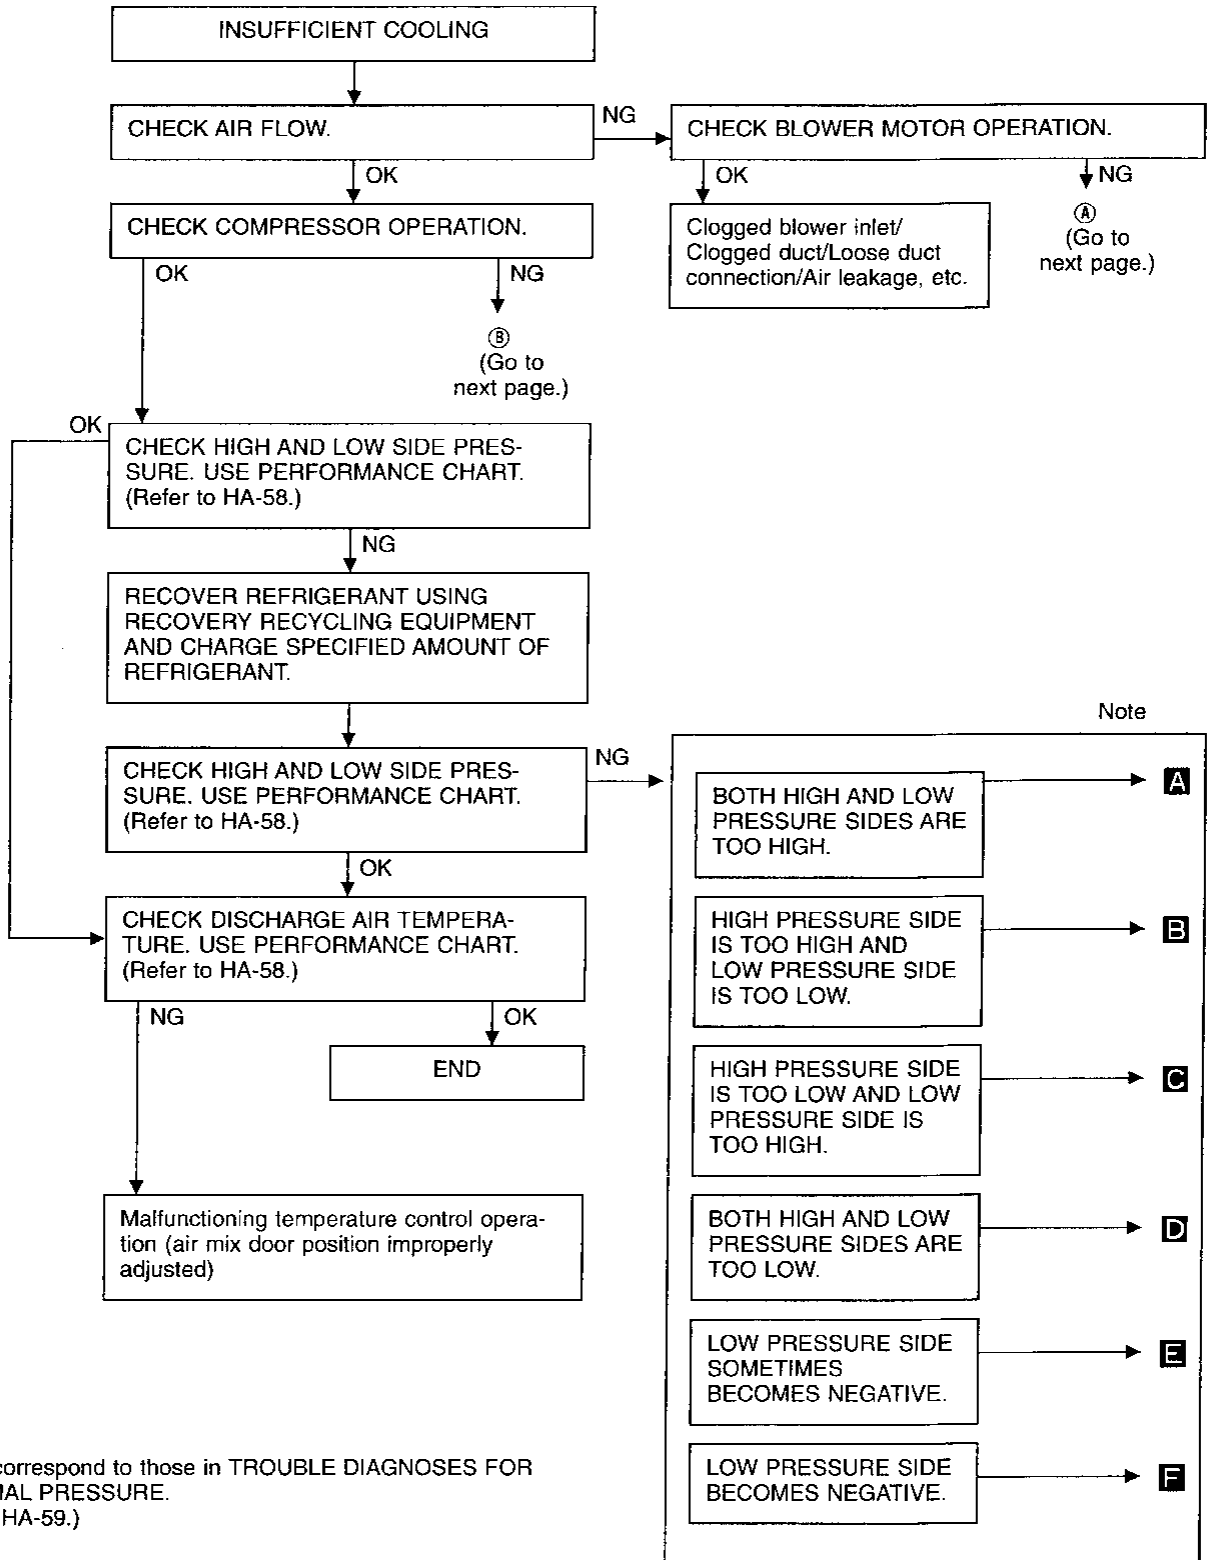 INSUFFICIENT COOLING
CHECK AIR FLOW.
NG
CHECK BLOWER MOTOR OPERATION.
OK
OK
NG
CHECK COMPRESSOR OPERATION.
Clogged blower inlet/
Clogged duct/Loose duct
connection/Air leakage, etc.
Ⓐ
(Go to
next page.)
OK
NG
Ⓑ
(Go to
next page.)
OK
CHECK HIGH AND LOW SIDE PRES-
SURE. USE PERFORMANCE CHART.
(Refer to HA-58.)
NG
RECOVER REFRIGERANT USING
RECOVERY RECYCLING EQUIPMENT
AND CHARGE SPECIFIED AMOUNT OF
REFRIGERANT.
CHECK HIGH AND LOW SIDE PRES-
SURE. USE PERFORMANCE CHART.
(Refer to HA-58.)
NG
OK
CHECK DISCHARGE AIR TEMPERA-
TURE. USE PERFORMANCE CHART.
(Refer to HA-58.)
NG
OK
END
Malfunctioning temperature control opera-
tion (air mix door position improperly
adjusted)
Note
BOTH HIGH AND LOW
PRESSURE SIDES ARE
TOO HIGH.
A
HIGH PRESSURE SIDE
IS TOO HIGH AND
LOW PRESSURE SIDE
IS TOO LOW.
B
HIGH PRESSURE SIDE
IS TOO LOW AND LOW
PRESSURE SIDE IS
TOO HIGH.
C
BOTH HIGH AND LOW
PRESSURE SIDES ARE
TOO LOW.
D
LOW PRESSURE SIDE
SOMETIMES
BECOMES NEGATIVE.
E
LOW PRESSURE SIDE
BECOMES NEGATIVE.
F
correspond to those in TROUBLE DIAGNOSES FOR
MAL PRESSURE.
HA-59.)